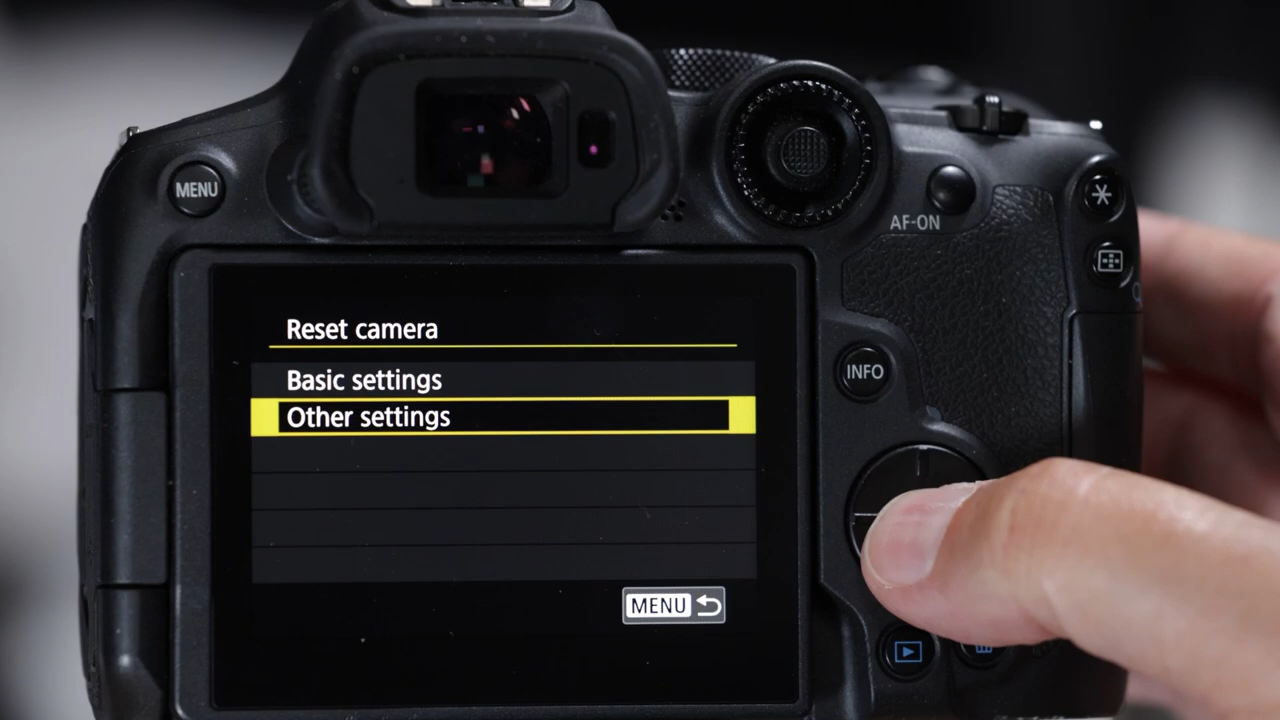 MENU
AF-ON
Reset camera
Basic settings
Other settings
INFO
MENU